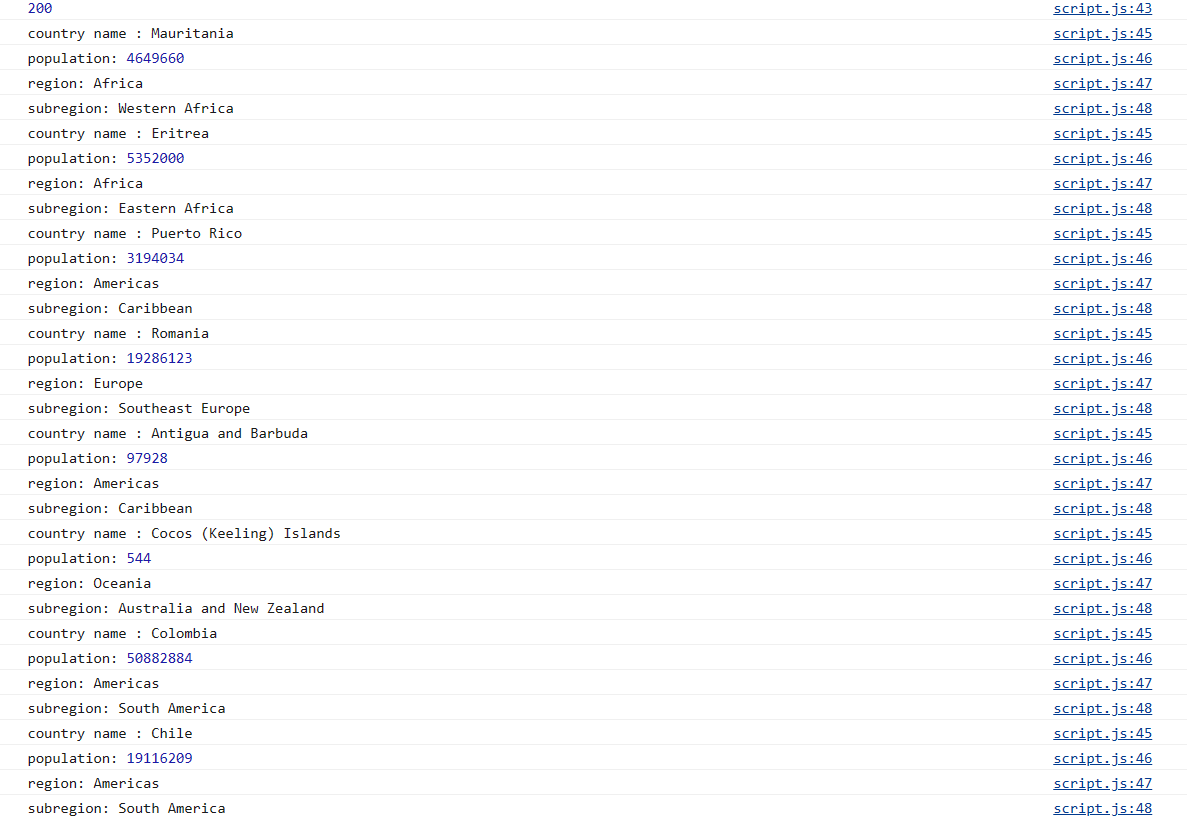 200 script.js:43
country name : Mauritania script.js:45
population: 4649660 script.js:46
region: Africa script.js:47
subregion: Western Africa script.js:48
country name : Eritrea script.js:45
population: 5352000 script.js:46
region: Africa script.js:47
subregion: Eastern Africa script.js:48
country name : Puerto Rico script.js:45
population: 3194034 script.js:46
region: Americas script.js:47
subregion: Caribbean script.js:48
country name : Romania script.js:45
population: 19286123 script.js:46
region: Europe script.js:47
subregion: Southeast Europe script.js:48
country name : Antigua and Barbuda script.js:45
population: 97928 script.js:46
region: Americas script.js:47
subregion: Caribbean script.js:48
country name : Cocos (Keeling) Islands script.js:45
population: 544 script.js:46
region: Oceania script.js:47
subregion: Australia and New Zealand script.js:48
country name : Colombia script.js:45
population: 50882884 script.js:46
region: Americas script.js:47
subregion: South America script.js:48
country name : Chile script.js:45
population: 19116209 script.js:46
region: Americas script.js:47
subregion: South America script.js:48